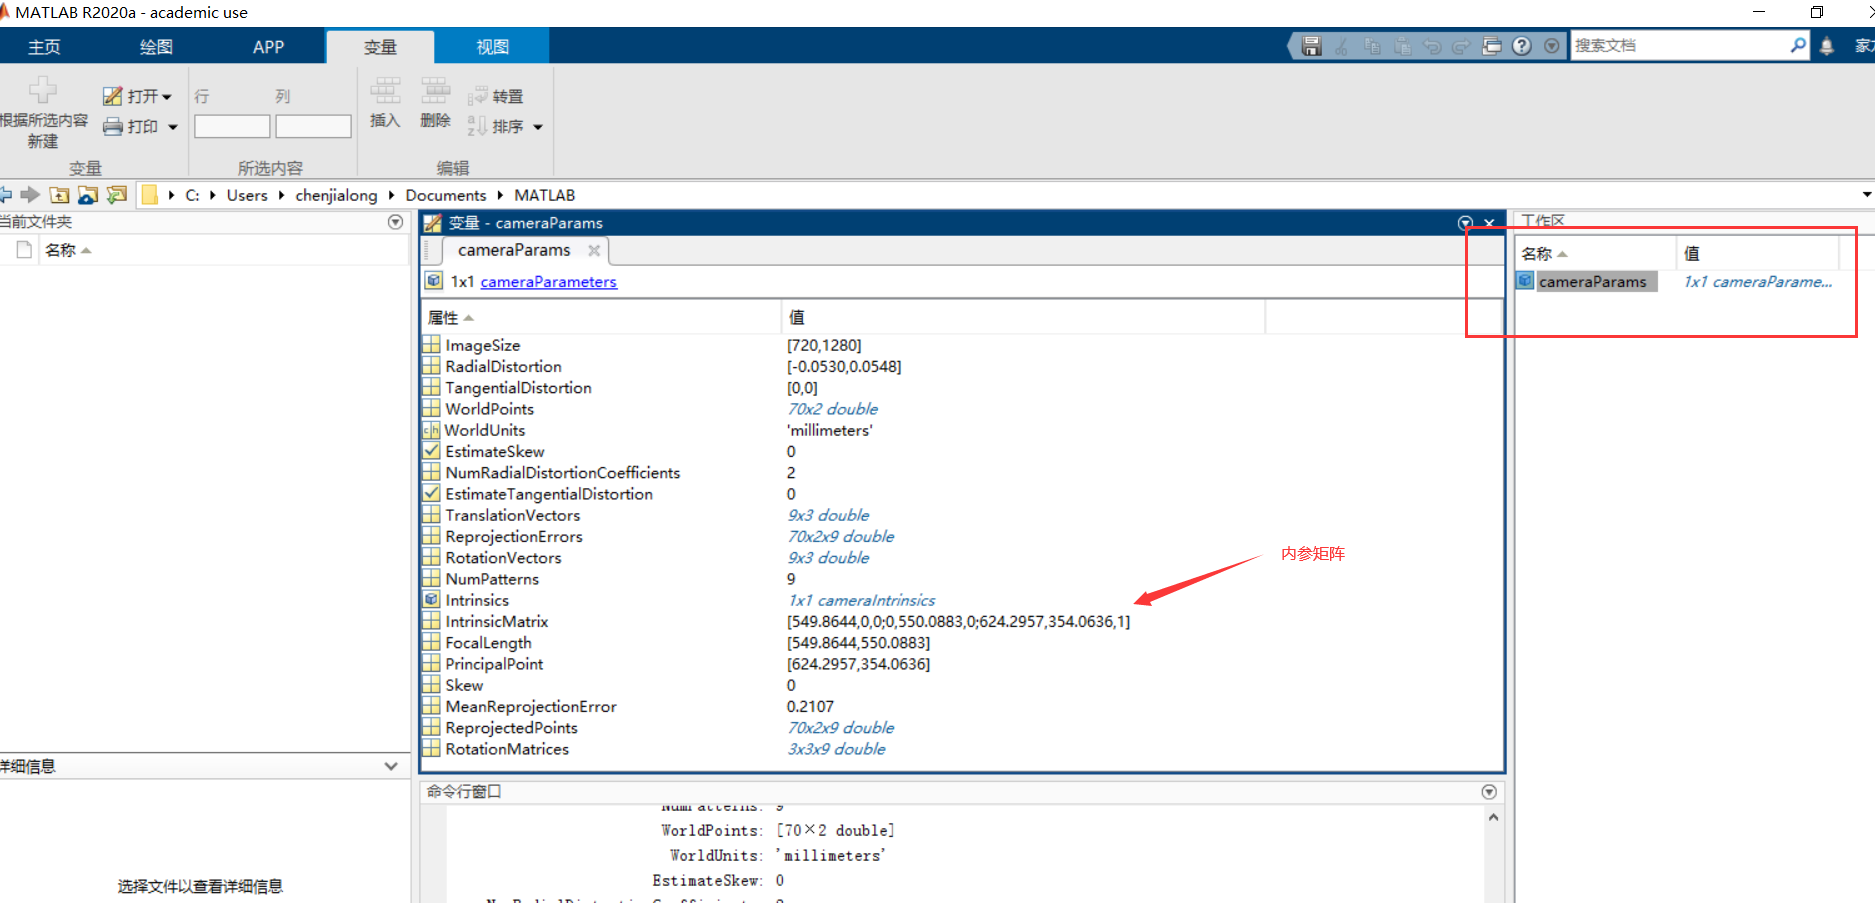 MATLAB R2020a - academic use
主页 绘图 APP 变量 视图
搜索文档
根据所选内容
新建
打开
打印
变量
行 列
所选内容
插入 删除 转置
排序
编辑
C: Users chenjialong Documents MATLAB
当前文件夹
名称
变量 - cameraParams
cameraParams
1x1 cameraParameters
属性 值
ImageSize [720,1280]
RadialDistortion [-0.0530,0.0548]
TangentialDistortion [0,0]
WorldPoints 70x2 double
WorldUnits 'millimeters'
EstimateSkew 0
NumRadialDistortionCoefficients 2
EstimateTangentialDistortion 0
TranslationVectors 9x3 double
ReprojectionErrors 70x2x9 double
RotationVectors 9x3 double
NumPatterns 9
Intrinsics 1x1 cameraIntrinsics
IntrinsicMatrix [549.8644,0,0;0,550.0883,0;624.2957,354.0636,1]
FocalLength [549.8644,550.0883]
PrincipalPoint [624.2957,354.0636]
Skew 0
MeanReprojectionError 0.2107
ReprojectedPoints 70x2x9 double
RotationMatrices 3x3x9 double
内参矩阵
工作区
名称 值
cameraParams 1x1 cameraParame...
详细信息
选择文件以查看详细信息
命令行窗口
NumPatterns: 9
WorldPoints: [70×2 double]
WorldUnits: 'millimeters'
EstimateSkew: 0